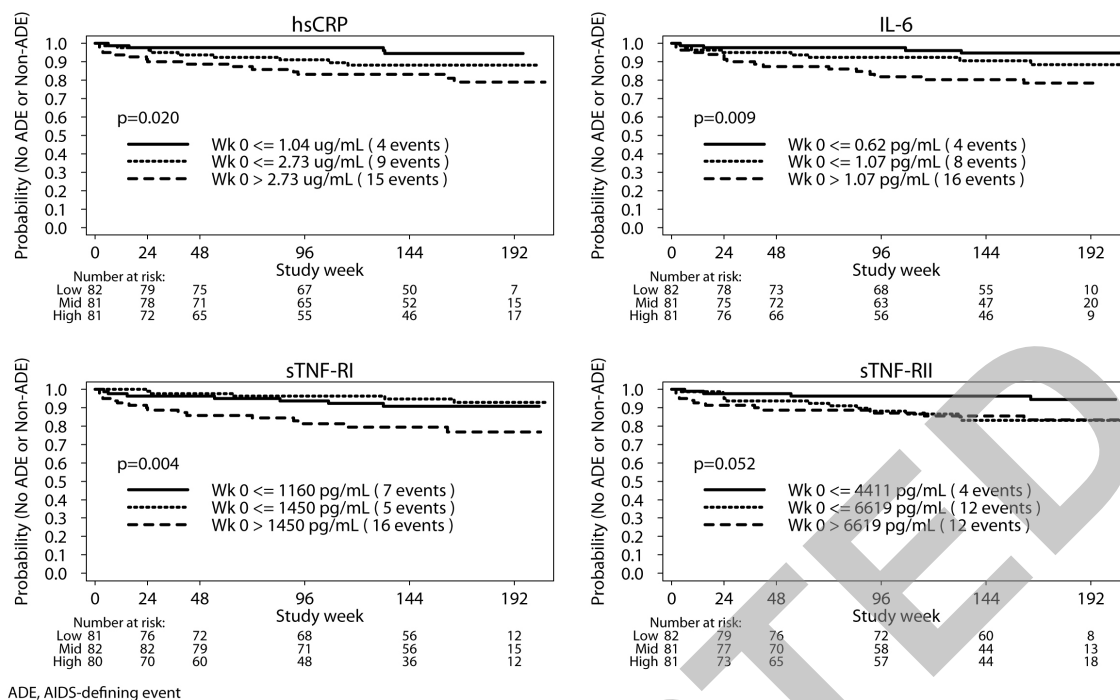 hsCRP
Probability (No ADE or Non-ADE)
1.0
0.9
0.8
0.7
0.6
0.5
0.4
0.3
0.2
0.1
0.0
p=0.020
Wk 0 <= 1.04 ug/mL ( 4 events )
Wk 0 <= 2.73 ug/mL ( 9 events )
Wk 0 > 2.73 ug/mL ( 15 events )
0 24 48 96 144 192
Study week
Number at risk:
Low 82 79 75 67 50 7
Mid 81 78 71 65 52 15
High 81 72 65 55 46 17
IL-6
Probability (No ADE or Non-ADE)
1.0
0.9
0.8
0.7
0.6
0.5
0.4
0.3
0.2
0.1
0.0
p=0.009
Wk 0 <= 0.62 pg/mL ( 4 events )
Wk 0 <= 1.07 pg/mL ( 8 events )
Wk 0 > 1.07 pg/mL ( 16 events )
0 24 48 96 144 192
Study week
Number at risk:
Low 82 78 73 68 55 10
Mid 81 75 72 63 47 20
High 81 76 66 56 46 9
sTNF-RI
Probability (No ADE or Non-ADE)
1.0
0.9
0.8
0.7
0.6
0.5
0.4
0.3
0.2
0.1
0.0
p=0.004
Wk 0 <= 1160 pg/mL ( 7 events )
Wk 0 <= 1450 pg/mL ( 5 events )
Wk 0 > 1450 pg/mL ( 16 events )
0 24 48 96 144 192
Study week
Number at risk:
Low 81 76 72 68 56 12
Mid 82 82 79 71 56 15
High 80 70 60 48 36 12
sTNF-RII
Probability (No ADE or Non-ADE)
1.0
0.9
0.8
0.7
0.6
0.5
0.4
0.3
0.2
0.1
0.0
p=0.052
Wk 0 <= 4411 pg/mL ( 4 events )
Wk 0 <= 6619 pg/mL ( 12 events )
Wk 0 > 6619 pg/mL ( 12 events )
0 24 48 96 144 192
Study week
Number at risk:
Low 82 79 76 72 60 8
Mid 81 77 70 58 44 13
High 81 73 65 57 44 18
ADE, AIDS-defining event
TED